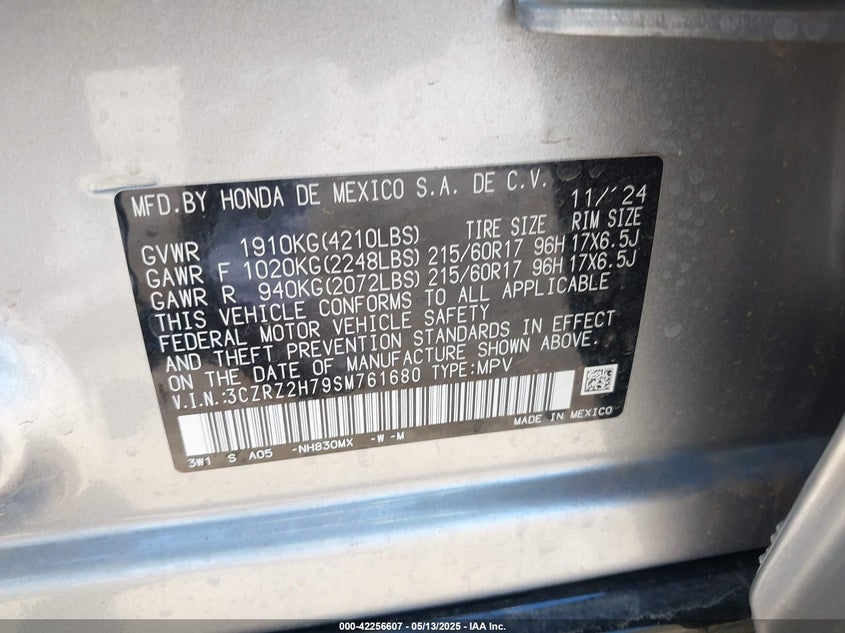 MFD.BY HONDA DE MEXICO S.A. DE C.V. 11/'24
TIRE SIZE RIM SIZE
GVWR 1910KG(4210LBS)
GAWR F 1020KG(2248LBS) 215/60R17 96H 17X6.5J
GAWR R 940KG(2072LBS) 215/60R17 96H 17X6.5J
THIS VEHICLE CONFORMS TO ALL APPLICABLE
FEDERAL MOTOR VEHICLE SAFETY
AND THEFT PREVENTION STANDARDS IN EFFECT
ON THE DATE OF MANUFACTURE SHOWN ABOVE.
V.I.N.:3CZRZ2H79SM761680 TYPE:MPV
MADE IN MEXICO
3W1 S A05 -NH830MX -W -M
000-42256607 - 05/13/2025 - IAA Inc.